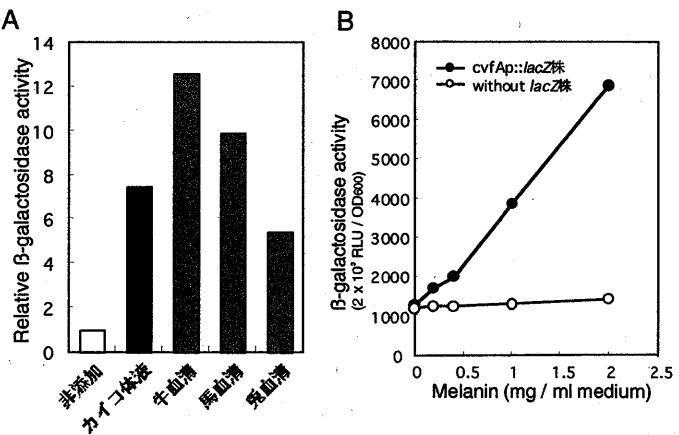 A
Relative ß-galactosidase activity
14
12
10
8
6
4
2
0
非添加
カイコ体液
牛血清
馬血清
兎血清
B
ß-galactosidase activity
(2 x 10³ RLU / OD600)
8000
7000
6000
5000
4000
3000
2000
1000
0
cvfAp::lacZ株
without lacZ株
0 0.5 1 1.5 2 2.5
Melanin (mg / ml medium)